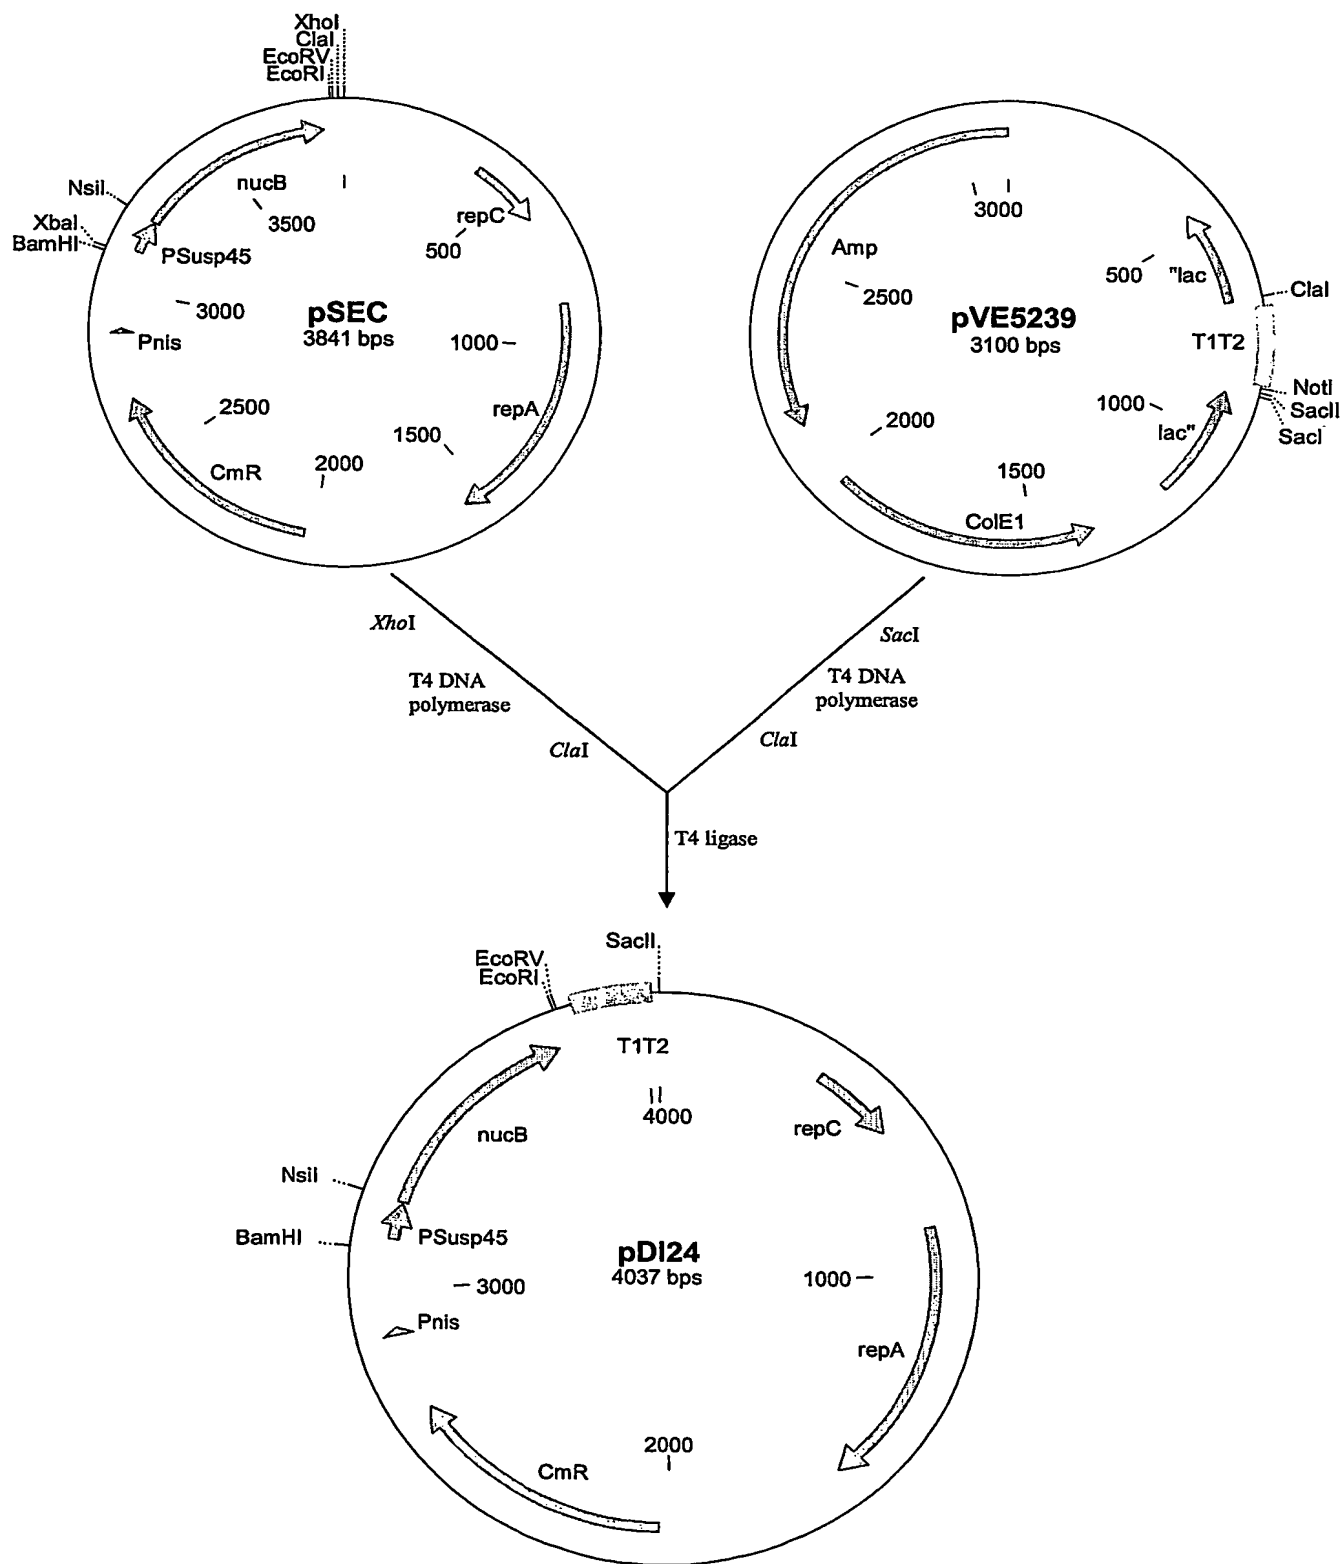 XhoI
ClaI
EcoRV
EcoRI
NsiI
XbaI
BamHI
nucB
3500
PSusp45
repC
500
3000
pSEC
3841 bps
1000
Pnis
2500
repA
1500
2000
CmR
3000
Amp
500
"lac
2500
ClaI
pVE5239
3100 bps
T1T2
NotI
SacII
SacI
1000
lac"
2000
1500
ColE1
XhoI
T4 DNA
polymerase
ClaI
SacI
T4 DNA
polymerase
ClaI
T4 ligase
SacII
EcoRV
EcoRI
T1T2
4000
nucB
repC
NsiI
BamHI
PSusp45
pDI24
4037 bps
3000
1000
Pnis
repA
2000
CmR